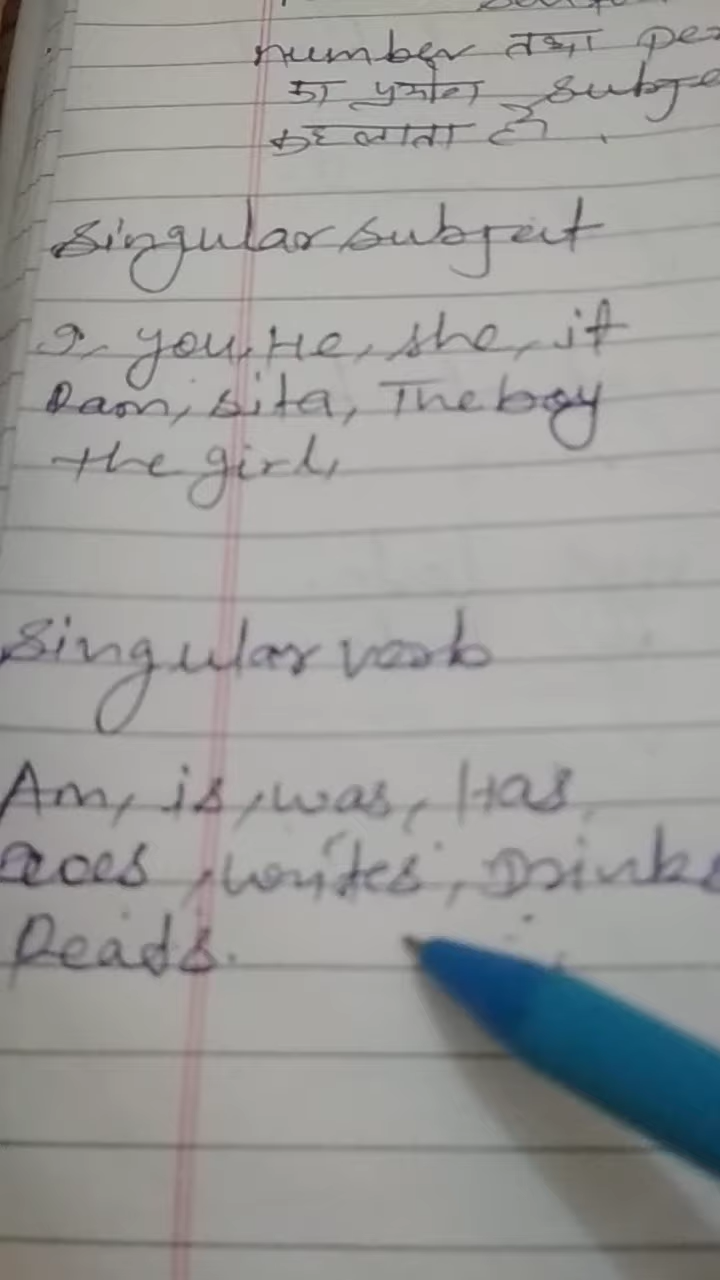 number तथा
का प्रयोग
कहलाता है.
Singular subject
I, you, He, she, it
Ram, Sita, The boy
the girl,
Singular verb
Am, is, was, Has,
writes, Drinks
Reads.